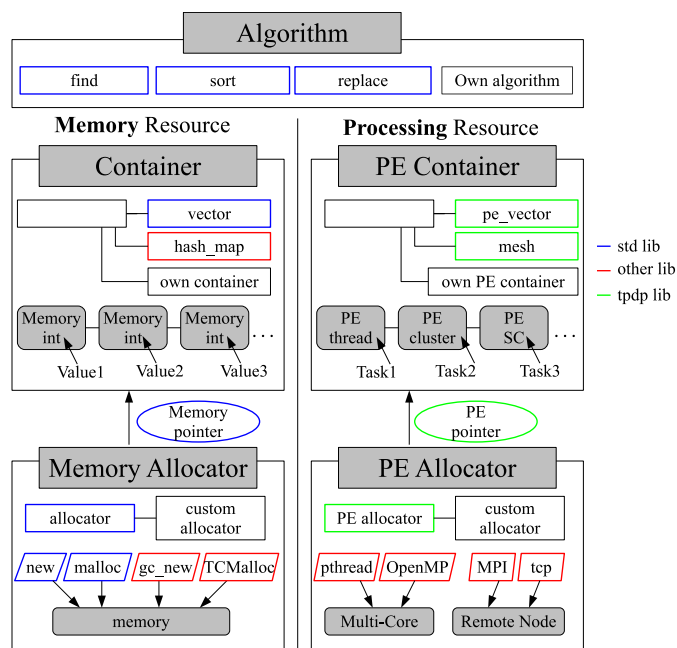 Algorithm
find
sort
replace
Own algorithm
Memory Resource
Processing Resource
Container
vector
hash_map
own container
Memory
int
Memory
int
Memory
int
. . .
Value1
Value2
Value3
PE Container
pe_vector
mesh
own PE container
PE
thread
PE
cluster
PE
SC
. . .
Task1
Task2
Task3
std lib
other lib
tpdp lib
Memory
pointer
PE
pointer
Memory Allocator
allocator
custom
allocator
new
malloc
gc_new
TCMalloc
memory
PE Allocator
PE allocator
custom
allocator
pthread
OpenMP
MPI
tcp
Multi-Core
Remote Node